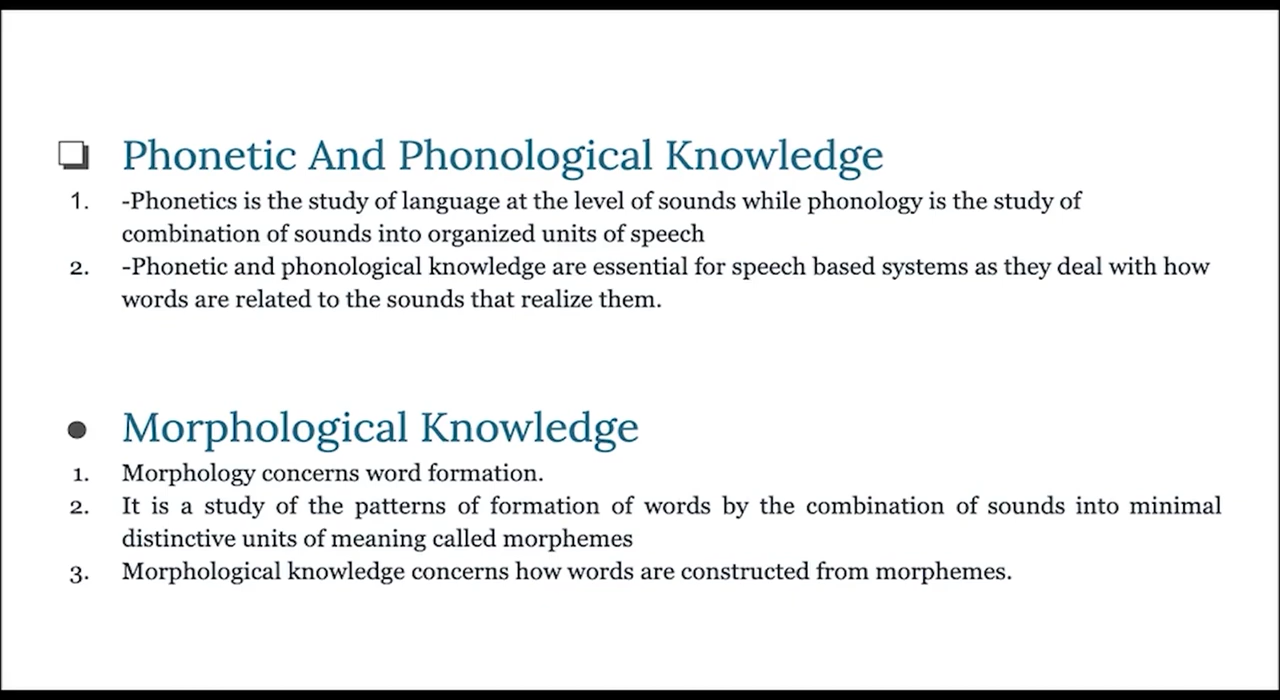 ❏ Phonetic And Phonological Knowledge
1. -Phonetics is the study of language at the level of sounds while phonology is the study of
combination of sounds into organized units of speech
2. -Phonetic and phonological knowledge are essential for speech based systems as they deal with how
words are related to the sounds that realize them.
● Morphological Knowledge
1. Morphology concerns word formation.
2. It is a study of the patterns of formation of words by the combination of sounds into minimal
distinctive units of meaning called morphemes
3. Morphological knowledge concerns how words are constructed from morphemes.